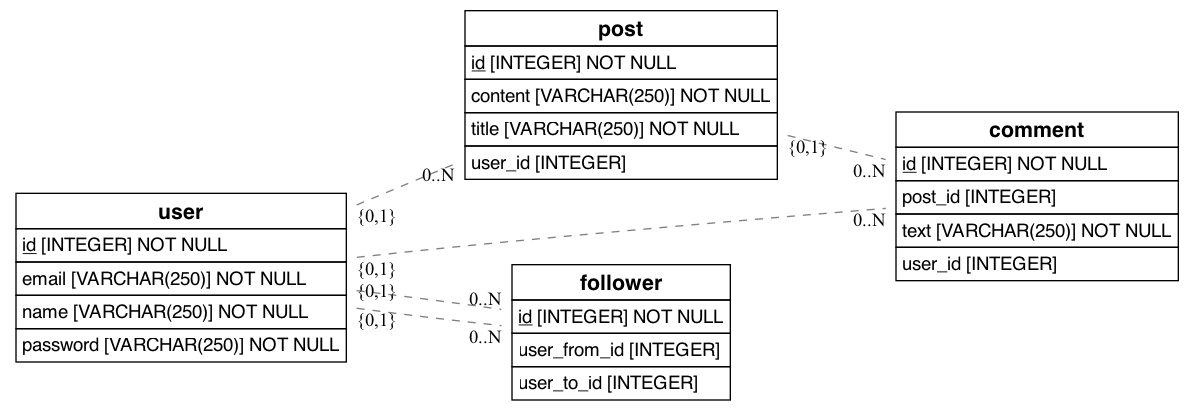 post
id [INTEGER] NOT NULL
content [VARCHAR(250)] NOT NULL
title [VARCHAR(250)] NOT NULL
user_id [INTEGER]
{0,1}
0..N
comment
id [INTEGER] NOT NULL
post_id [INTEGER]
text [VARCHAR(250)] NOT NULL
user_id [INTEGER]
0..N
{0,1}
0..N
{0,1}
user
id [INTEGER] NOT NULL
email [VARCHAR(250)] NOT NULL
name [VARCHAR(250)] NOT NULL
password [VARCHAR(250)] NOT NULL
{0,1}
0..N
{0,1}
0..N
follower
id [INTEGER] NOT NULL
user_from_id [INTEGER]
user_to_id [INTEGER]